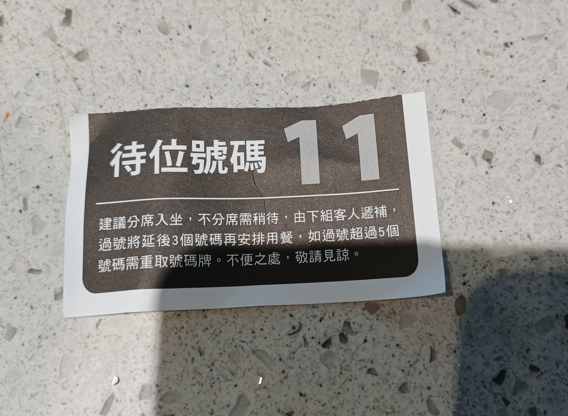 待位號碼 11
建議分席入坐，不分席需稍待，由下組客人遞補，
過號將延後3個號碼再安排用餐，如過號超過5個
號碼需重取號碼牌。不便之處，敬請見諒。